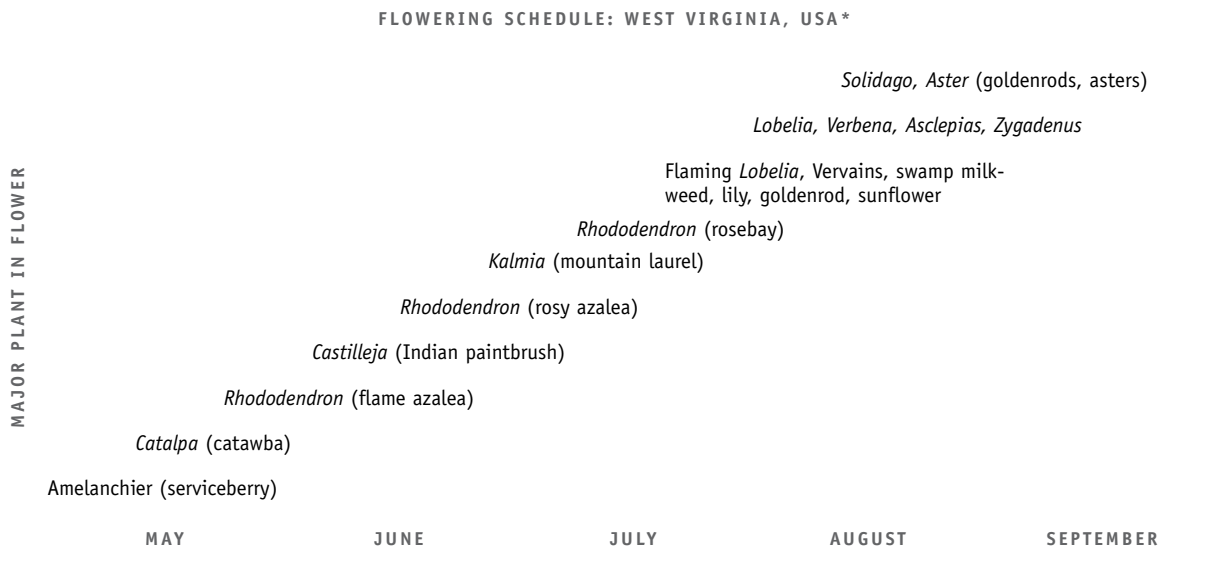 FLOWERING SCHEDULE: WEST VIRGINIA, USA*
MAJOR PLANT IN FLOWER
Solidago, Aster (goldenrods, asters)
Lobelia, Verbena, Asclepias, Zygadenus
Flaming Lobelia, Vervains, swamp milk-
weed, lily, goldenrod, sunflower
Rhododendron (rosebay)
Kalmia (mountain laurel)
Rhododendron (rosy azalea)
Castilleja (Indian paintbrush)
Rhododendron (flame azalea)
Catalpa (catawba)
Amelanchier (serviceberry)
MAY JUNE JULY AUGUST SEPTEMBER